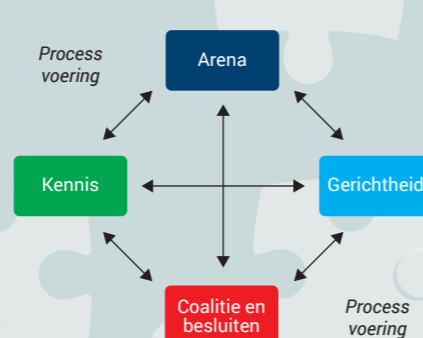 Process
voering
Arena
Kennis
Gerichtheid
Coalitie en
besluiten
Process
voering